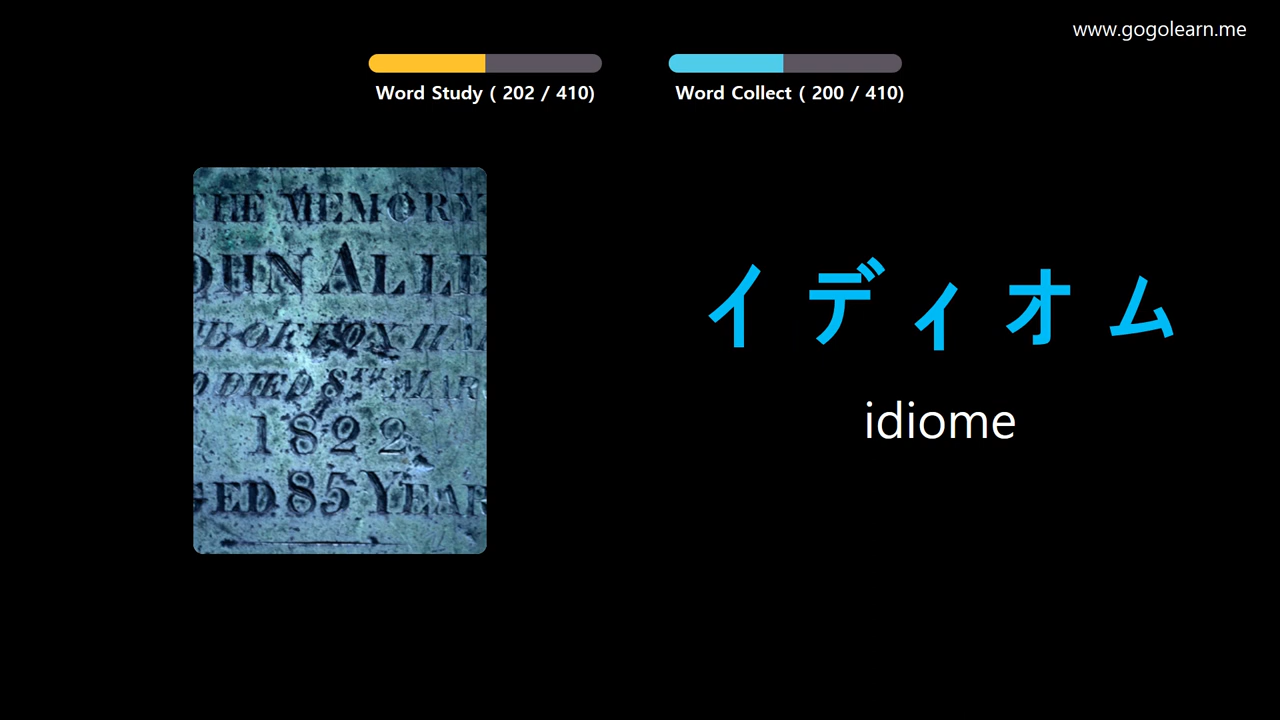 www.gogolearn.me
Word Study ( 202 / 410)
Word Collect ( 200 / 410)
THE MEMORY
OHN ALLE
DIED 8TH MAR
1822
GED 85 YEAR
イディオム
idiome